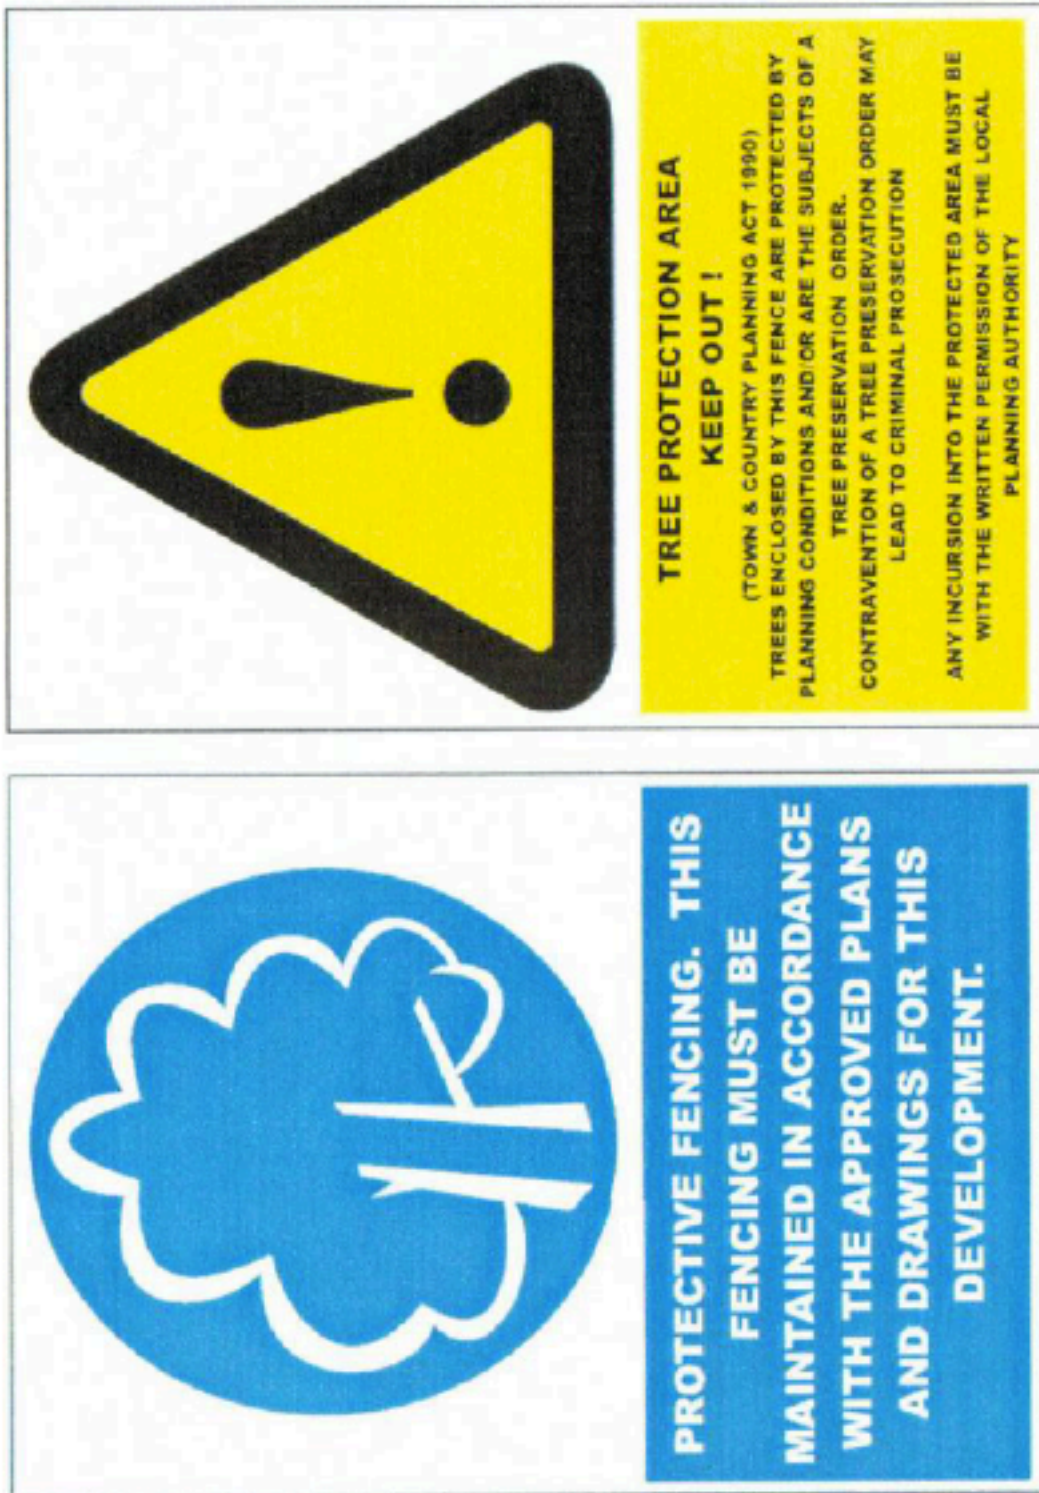 PROTECTIVE FENCING. THIS
FENCING MUST BE
MAINTAINED IN ACCORDANCE
WITH THE APPROVED PLANS
AND DRAWINGS FOR THIS
DEVELOPMENT.
TREE PROTECTION AREA
KEEP OUT !
(TOWN & COUNTRY PLANNING ACT 1990)
TREES ENCLOSED BY THIS FENCE ARE PROTECTED BY
PLANNING CONDITIONS AND/OR ARE THE SUBJECTS OF A
TREE PRESERVATION ORDER.
CONTRAVENTION OF A TREE PRESERVATION ORDER MAY
LEAD TO CRIMINAL PROSECUTION
ANY INCURSION INTO THE PROTECTED AREA MUST BE
WITH THE WRITTEN PERMISSION OF THE LOCAL
PLANNING AUTHORITY